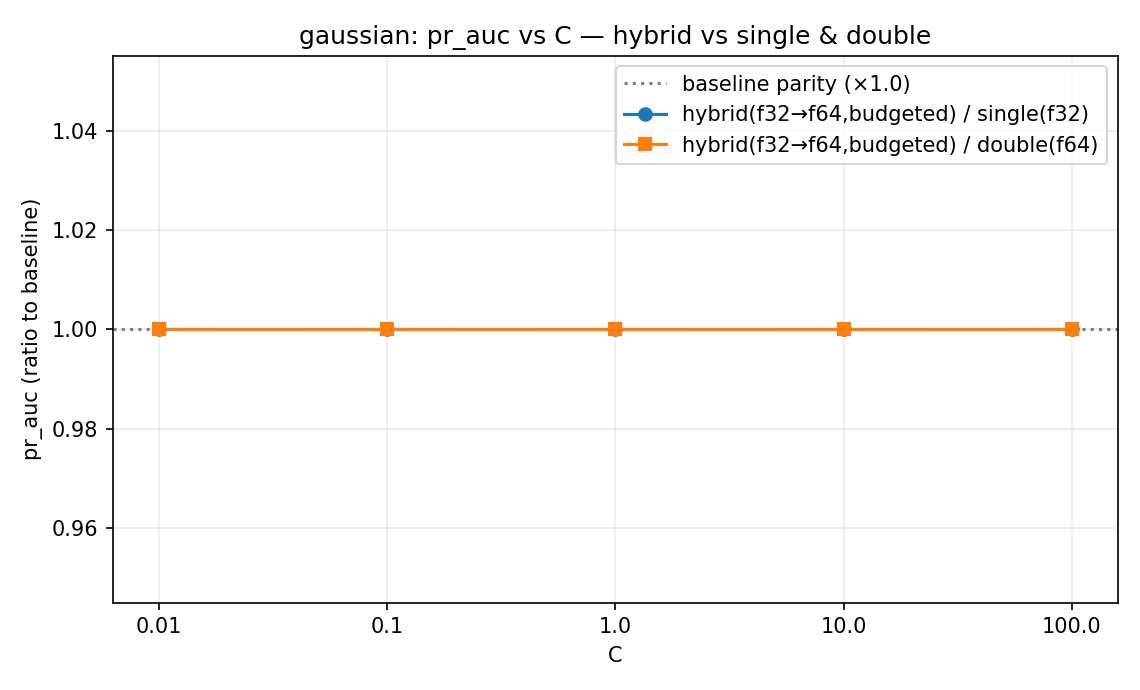 gaussian: pr_auc vs C — hybrid vs single & double
baseline parity (×1.0)
hybrid(f32→f64,budgeted) / single(f32)
hybrid(f32→f64,budgeted) / double(f64)
pr_auc (ratio to baseline)
1.04
1.02
1.00
0.98
0.96
0.01
0.1
1.0
10.0
100.0
C